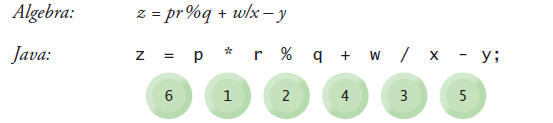 Algebra: z = pr%q + w/x – y
Java: z = p * r % q + w / x - y;
6 1 2 4 3 5